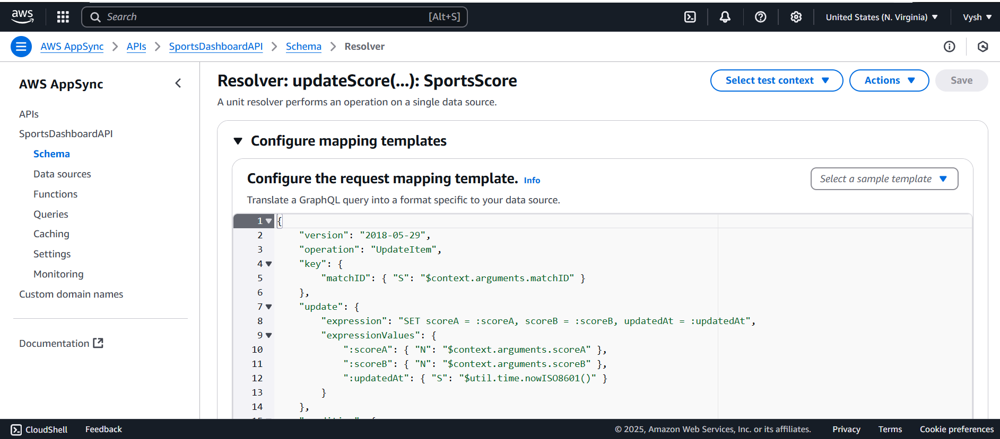 aws
Search [Alt+S]
United States (N. Virginia)
Vysh
AWS AppSync
APIs
SportsDashboardAPI
Schema
Resolver
AWS AppSync
APIs
SportsDashboardAPI
Schema
Data sources
Functions
Queries
Caching
Settings
Monitoring
Custom domain names
Documentation
Resolver: updateScore(...): SportsScore
Select test context
Actions
Save
A unit resolver performs an operation on a single data source.
Configure mapping templates
Configure the request mapping template. Info
Select a sample template
Translate a GraphQL query into a format specific to your data source.
1 {
2 "version": "2018-05-29",
3 "operation": "UpdateItem",
4 "key": {
5 "matchID": { "S": "$context.arguments.matchID" }
6 },
7 "update": {
8 "expression": "SET scoreA = :scoreA, scoreB = :scoreB, updatedAt = :updatedAt",
9 "expressionValues": {
10 ":scoreA": { "N": "$context.arguments.scoreA" },
11 ":scoreB": { "N": "$context.arguments.scoreB" },
12 ":updatedAt": { "S": "$util.time.nowISO8601()" }
13 }
14 },
CloudShell
Feedback
© 2025, Amazon Web Services, Inc. or its affiliates.
Privacy
Terms
Cookie preferences